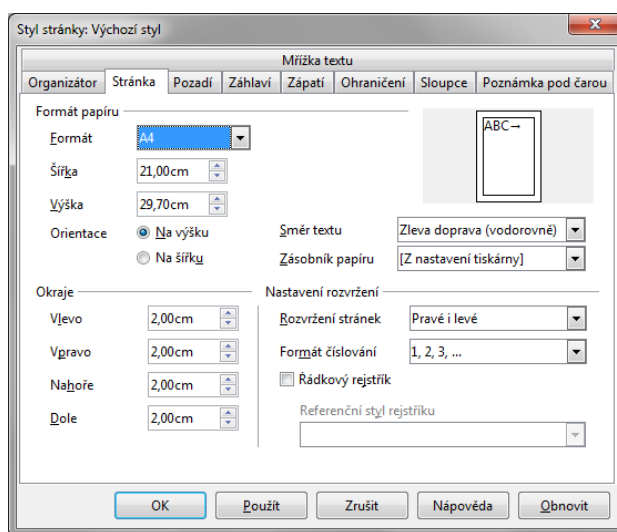 Styl stránky: Výchozí styl
Mřížka textu
Organizátor Stránka Pozadí Záhlaví Zápatí Ohraničení Sloupce Poznámka pod čarou
Formát papíru
Formát A4
ABC→
Šířka 21,00cm
Výška 29,70cm
Orientace Na výšku
Směr textu Zleva doprava (vodorovně)
Na šířku
Zásobník papíru [Z nastavení tiskárny]
Okraje
Nastavení rozvržení
Vlevo 2,00cm
Rozvržení stránek Pravé i levé
Vpravo 2,00cm
Formát číslování 1, 2, 3, ...
Nahoře 2,00cm
Řádkový rejstřík
Dole 2,00cm
Referenční styl rejstříku
OK Použít Zrušit Nápověda Obnovit